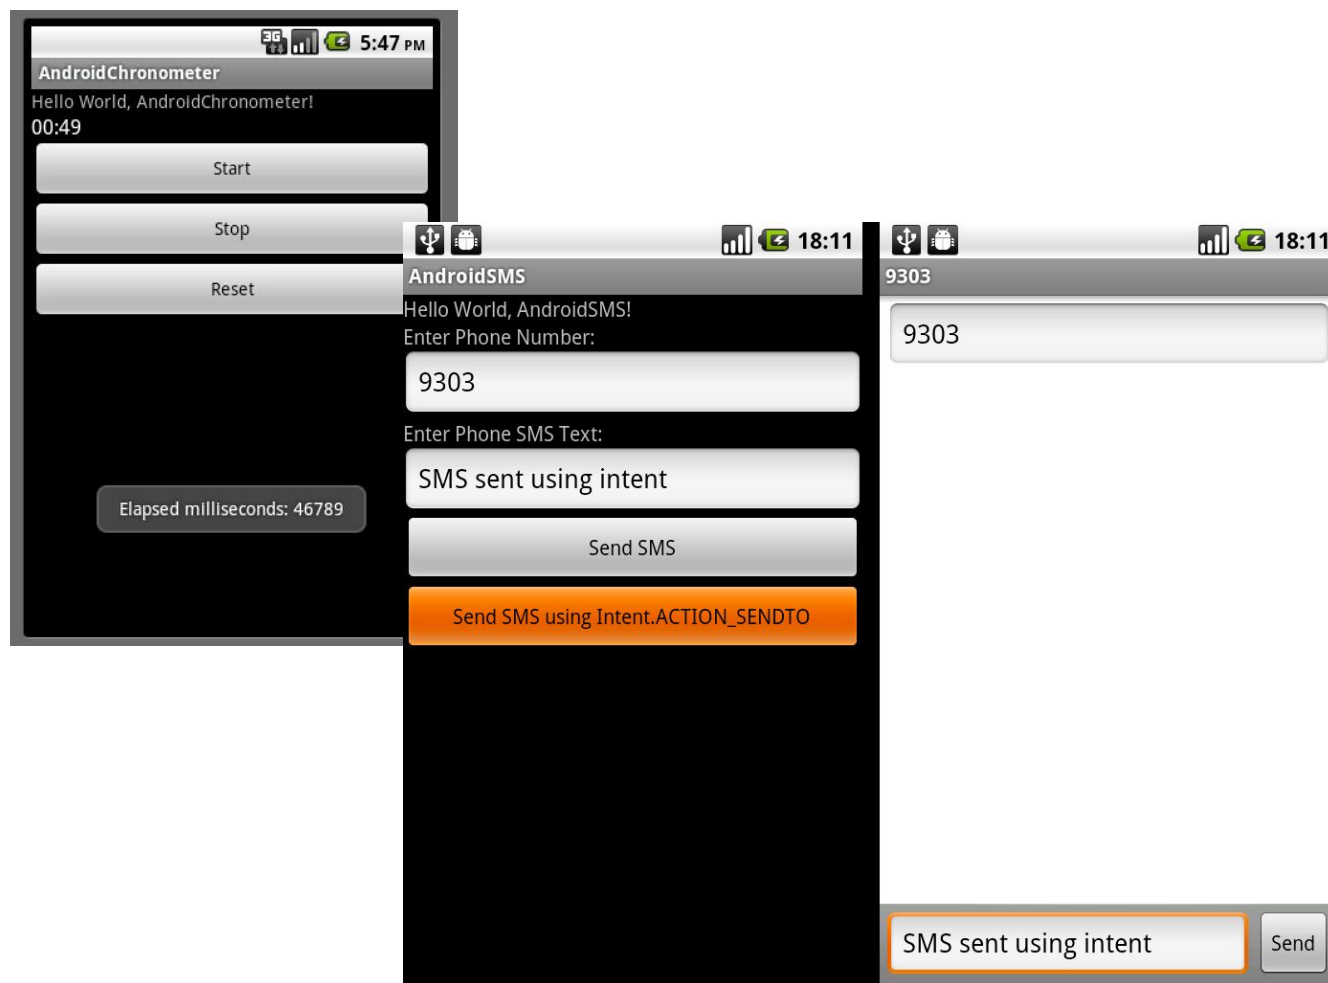 3G
5:47 PM
AndroidChronometer
Hello World, AndroidChronometer!
00:49
Start
Stop
Reset
Elapsed milliseconds: 46789
18:11
AndroidSMS
Hello World, AndroidSMS!
Enter Phone Number:
9303
Enter Phone SMS Text:
SMS sent using intent
Send SMS
Send SMS using Intent.ACTION_SENDTO
18:11
9303
9303
SMS sent using intent
Send